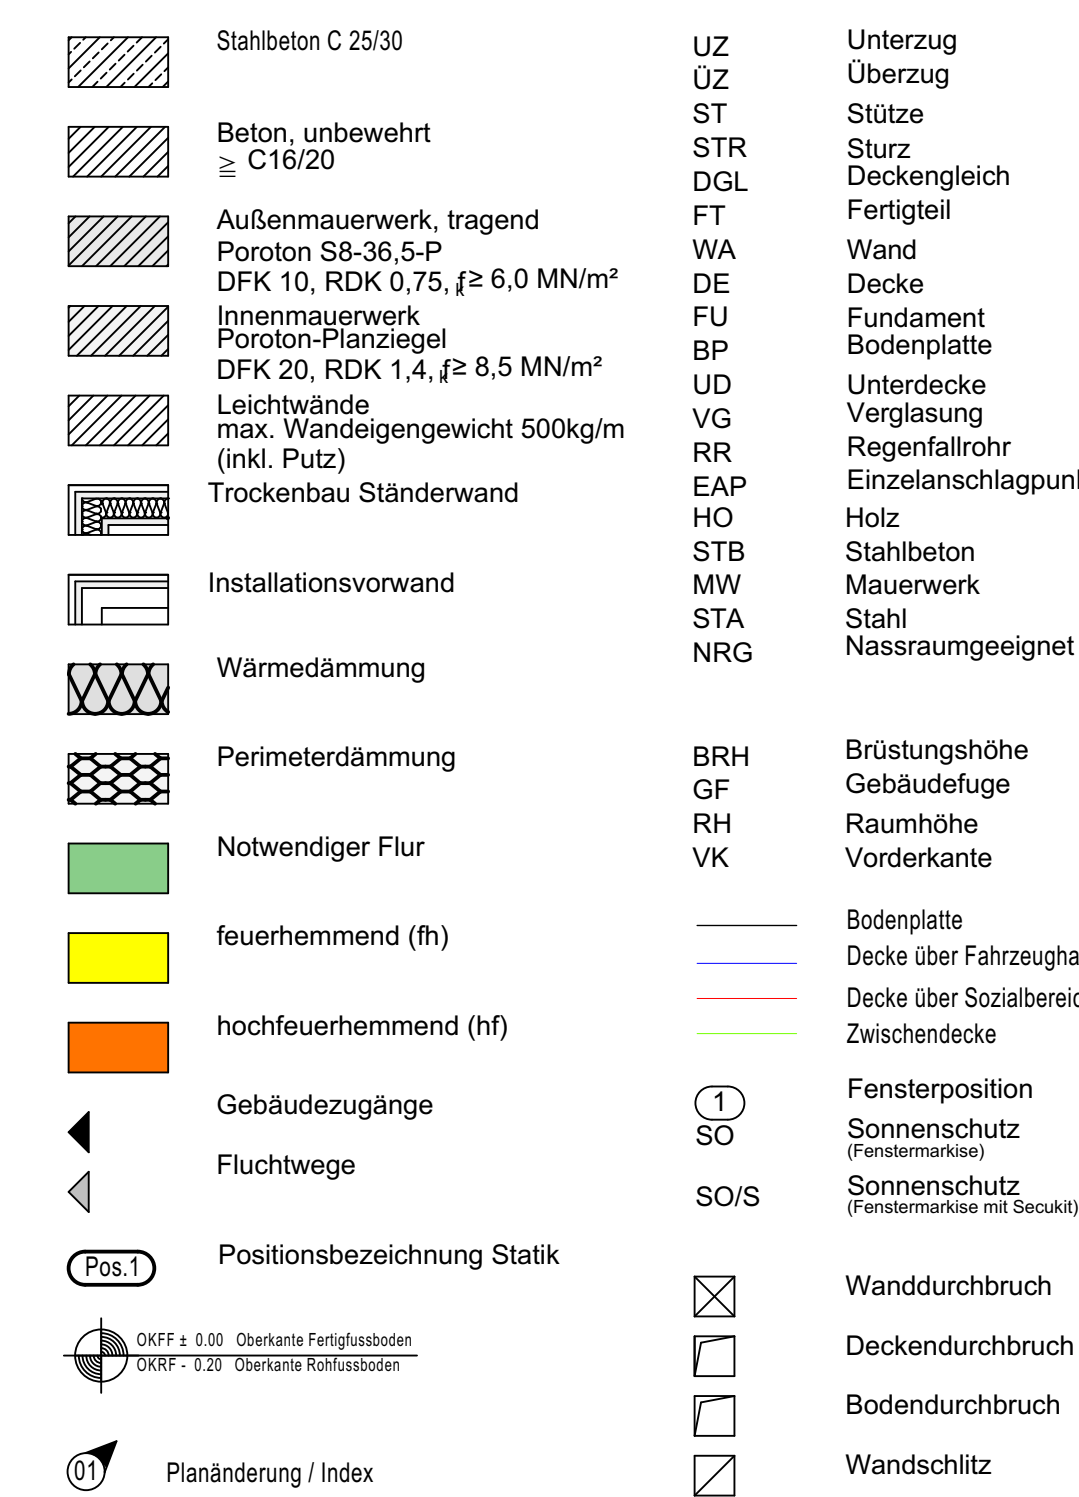 Stahlbeton C 25/30
Beton, unbewehrt
≧ C16/20
Außenmauerwerk, tragend
Poroton S8-36,5-P
DFK 10, RDK 0,75, fk ≥ 6,0 MN/m²
Innenmauerwerk
Poroton-Planziegel
DFK 20, RDK 1,4, fk ≥ 8,5 MN/m²
Leichtwände
max. Wandeigengewicht 500kg/m
(inkl. Putz)
Trockenbau Ständerwand
Installationsvorwand
Wärmedämmung
Perimeterdämmung
Notwendiger Flur
feuerhemmend (fh)
hochfeuerhemmend (hf)
Gebäudezugänge
Fluchtwege
Pos.1 Positionsbezeichnung Statik
OKFF ± 0.00 Oberkante Fertigfussboden
OKRF - 0.20 Oberkante Rohfussboden
01 Planänderung / Index
UZ Unterzug
ÜZ Überzug
ST Stütze
STR Sturz
DGL Deckengleich
FT Fertigteil
WA Wand
DE Decke
FU Fundament
BP Bodenplatte
UD Unterdecke
VG Verglasung
RR Regenfallrohr
EAP Einzelanschlagpun
HO Holz
STB Stahlbeton
MW Mauerwerk
STA Stahl
NRG Nassraumgeeignet
BRH Brüstungshöhe
GF Gebäudefuge
RH Raumhöhe
VK Vorderkante
Bodenplatte
Decke über Fahrzeugha
Decke über Sozialbereic
Zwischendecke
1 Fensterposition
SO Sonnenschutz
(Fenstermarkise)
SO/S Sonnenschutz
(Fenstermarkise mit Secukit)
Wanddurchbruch
Deckendurchbruch
Bodendurchbruch
Wandschlitz